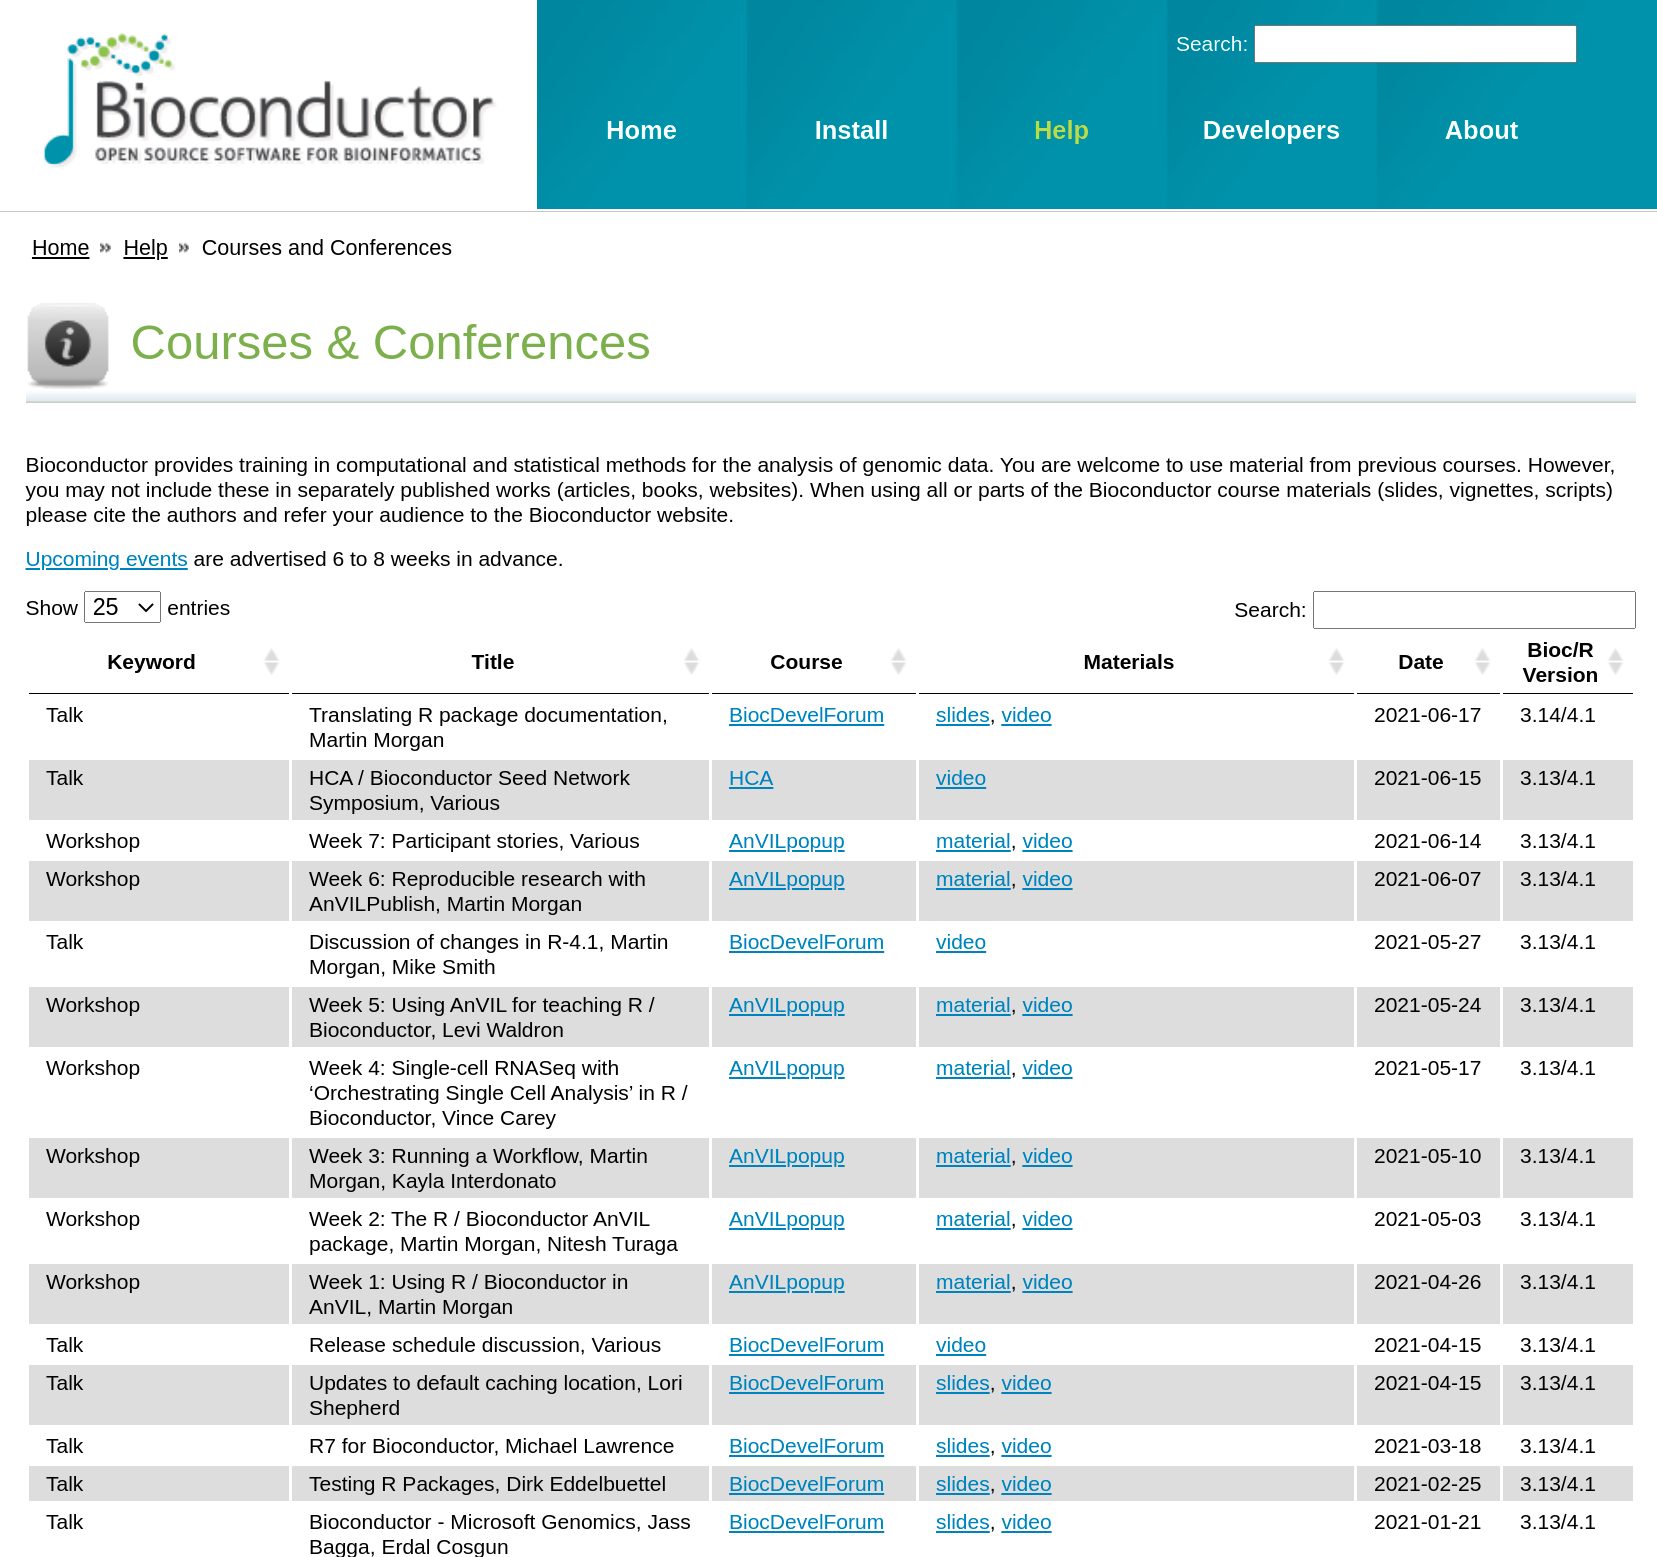 Bioconductor
OPEN SOURCE SOFTWARE FOR BIOINFORMATICS
Search:
Home Install Help Developers About
Home » Help » Courses and Conferences
Courses & Conferences
Bioconductor provides training in computational and statistical methods for the analysis of genomic data. You are welcome to use material from previous courses. However,
you may not include these in separately published works (articles, books, websites). When using all or parts of the Bioconductor course materials (slides, vignettes, scripts)
please cite the authors and refer your audience to the Bioconductor website.
Upcoming events are advertised 6 to 8 weeks in advance.
Show 25 entries Search:
Keyword Title Course Materials Date Bioc/R
Version
Talk Translating R package documentation, BiocDevelForum slides, video 2021-06-17 3.14/4.1
Martin Morgan
Talk HCA / Bioconductor Seed Network HCA video 2021-06-15 3.13/4.1
Symposium, Various
Workshop Week 7: Participant stories, Various AnVILpopup material, video 2021-06-14 3.13/4.1
Workshop Week 6: Reproducible research with AnVILpopup material, video 2021-06-07 3.13/4.1
AnVILPublish, Martin Morgan
Talk Discussion of changes in R-4.1, Martin BiocDevelForum video 2021-05-27 3.13/4.1
Morgan, Mike Smith
Workshop Week 5: Using AnVIL for teaching R / AnVILpopup material, video 2021-05-24 3.13/4.1
Bioconductor, Levi Waldron
Workshop Week 4: Single-cell RNASeq with AnVILpopup material, video 2021-05-17 3.13/4.1
‘Orchestrating Single Cell Analysis’ in R /
Bioconductor, Vince Carey
Workshop Week 3: Running a Workflow, Martin AnVILpopup material, video 2021-05-10 3.13/4.1
Morgan, Kayla Interdonato
Workshop Week 2: The R / Bioconductor AnVIL AnVILpopup material, video 2021-05-03 3.13/4.1
package, Martin Morgan, Nitesh Turaga
Workshop Week 1: Using R / Bioconductor in AnVILpopup material, video 2021-04-26 3.13/4.1
AnVIL, Martin Morgan
Talk Release schedule discussion, Various BiocDevelForum video 2021-04-15 3.13/4.1
Talk Updates to default caching location, Lori BiocDevelForum slides, video 2021-04-15 3.13/4.1
Shepherd
Talk R7 for Bioconductor, Michael Lawrence BiocDevelForum slides, video 2021-03-18 3.13/4.1
Talk Testing R Packages, Dirk Eddelbuettel BiocDevelForum slides, video 2021-02-25 3.13/4.1
Talk Bioconductor - Microsoft Genomics, Jass BiocDevelForum slides, video 2021-01-21 3.13/4.1
Bagga, Erdal Cosgun